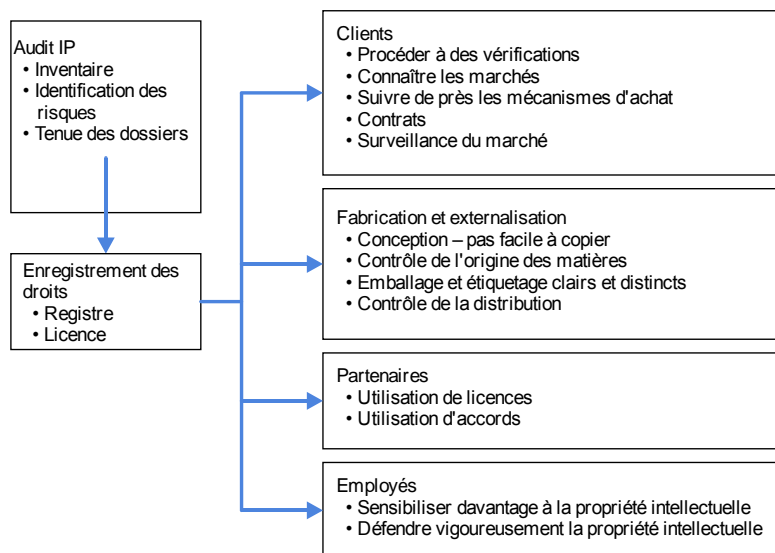 Audit IP
• Inventaire
• Identification des
risques
• Tenue des dossiers
Enregistrement des
droits
• Registre
• Licence
Clients
• Procéder à des vérifications
• Connaître les marchés
• Suivre de près les mécanismes d'achat
• Contrats
• Surveillance du marché
Fabrication et externalisation
• Conception – pas facile à copier
• Contrôle de l'origine des matières
• Emballage et étiquetage clairs et distincts
• Contrôle de la distribution
Partenaires
• Utilisation de licences
• Utilisation d'accords
Employés
• Sensibiliser davantage à la propriété intellectuelle
• Défendre vigoureusement la propriété intellectuelle